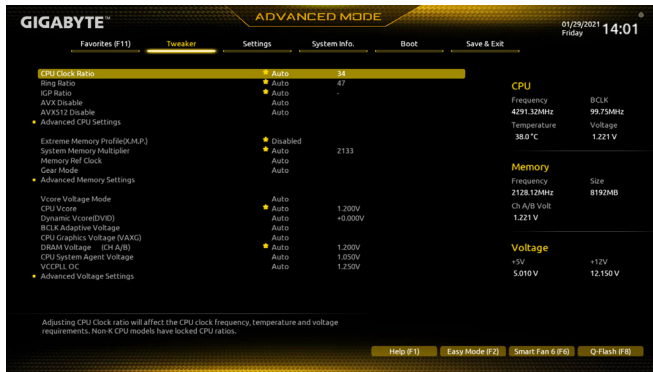 GIGABYTE™
ADVANCED MODE
01/29/2021 14:01
Friday
Favorites (F11) Tweaker Settings System Info. Boot Save & Exit
CPU Clock Ratio Auto 34
Ring Ratio Auto 47
IGP Ratio Auto -
AVX Disable Auto
AVX512 Disable Auto
Advanced CPU Settings
Extreme Memory Profile(X.M.P.) Disabled
System Memory Multiplier Auto 2133
Memory Ref Clock Auto
Gear Mode Auto
Advanced Memory Settings
Vcore Voltage Mode Auto
CPU Vcore Auto 1.200V
Dynamic Vcore(DVID) Auto +0.000V
BCLK Adaptive Voltage Auto
CPU Graphics Voltage (VAXG) Auto
DRAM Voltage (CH A/B) Auto 1.200V
CPU System Agent Voltage Auto 1.050V
VCCPLL OC Auto 1.250V
Advanced Voltage Settings
CPU
Frequency BCLK
4291.32MHz 99.75MHz
Temperature Voltage
38.0 °C 1.221 V
Memory
Frequency Size
2128.12MHz 8192MB
Ch A/B Volt
1.221 V
Voltage
+5V +12V
5.010 V 12.150 V
Adjusting CPU Clock ratio will affect the CPU clock frequency, temperature and voltage
requirements. Non-K CPU models have locked CPU ratios.
Help (F1) Easy Mode (F2) Smart Fan 6 (F6) Q-Flash (F8)